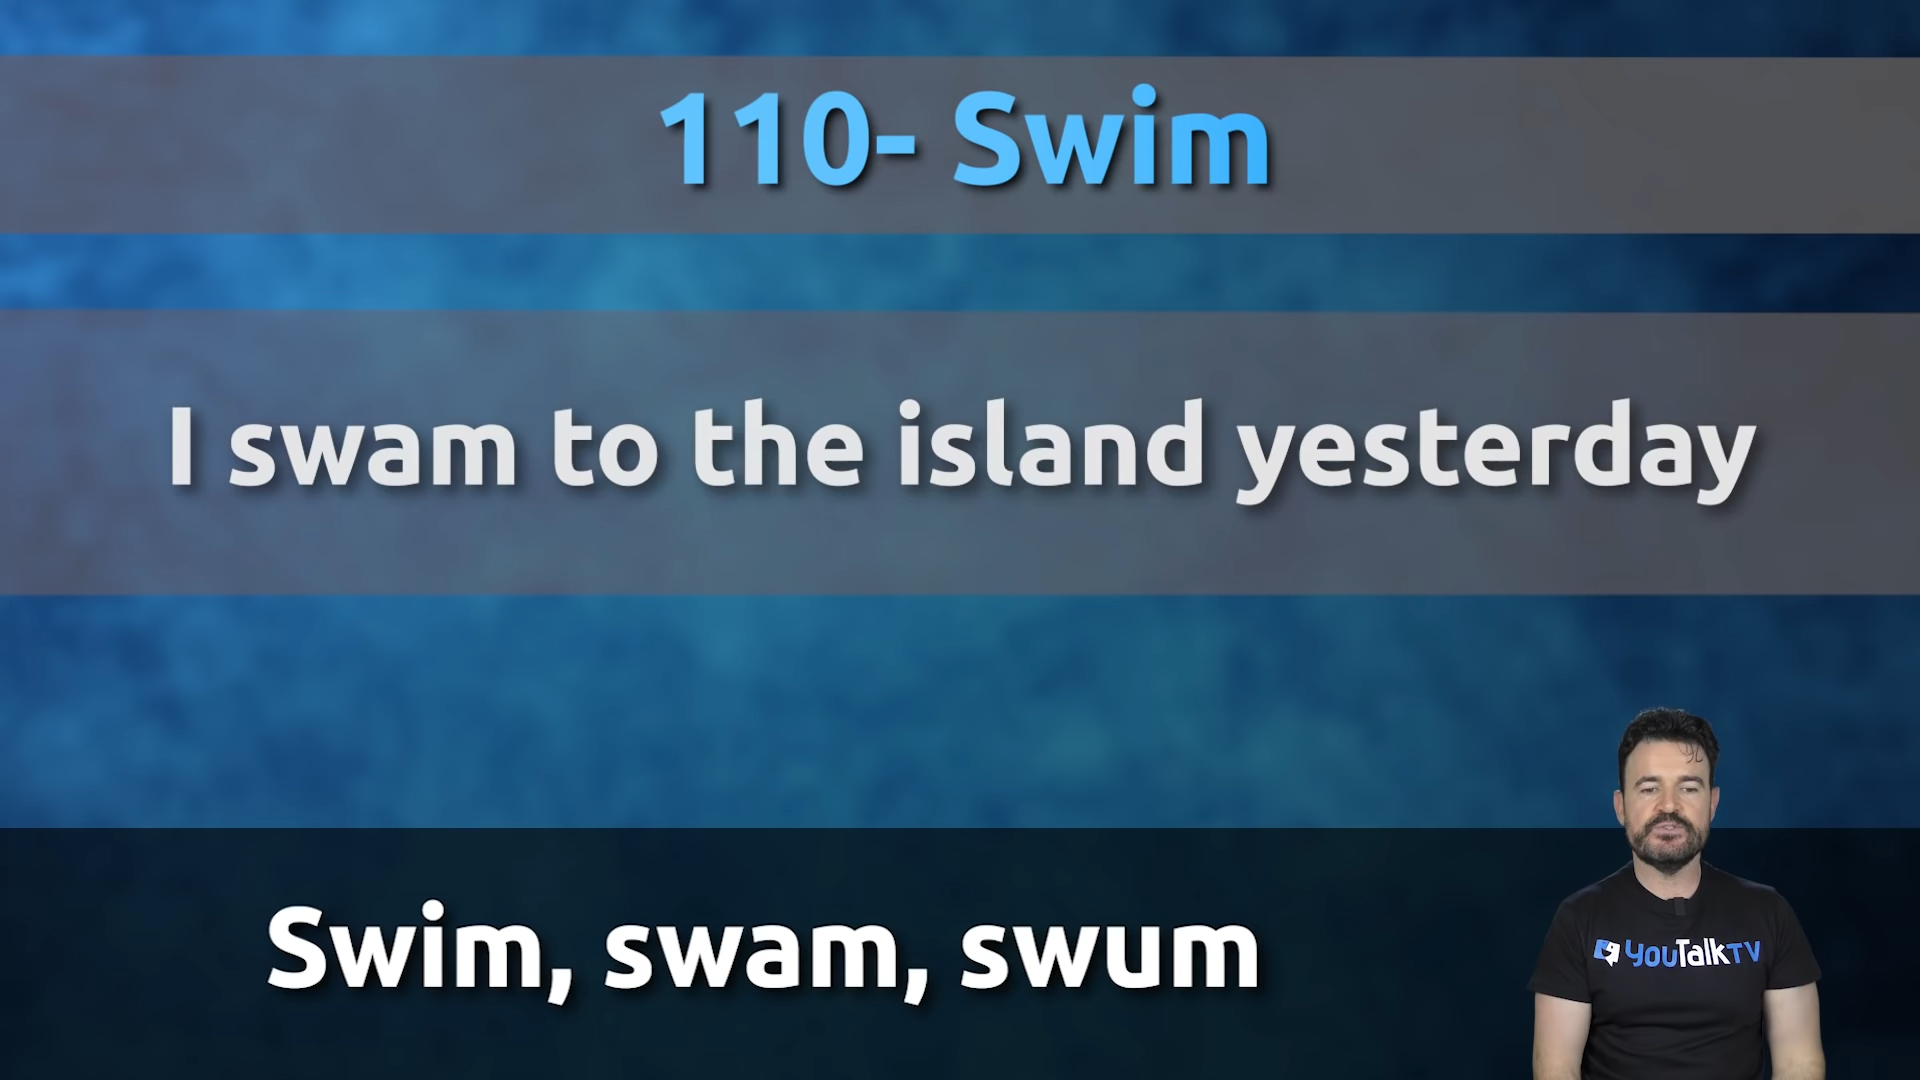 110- Swim
I swam to the island yesterday
Swim, swam, swum
YouTalkTV